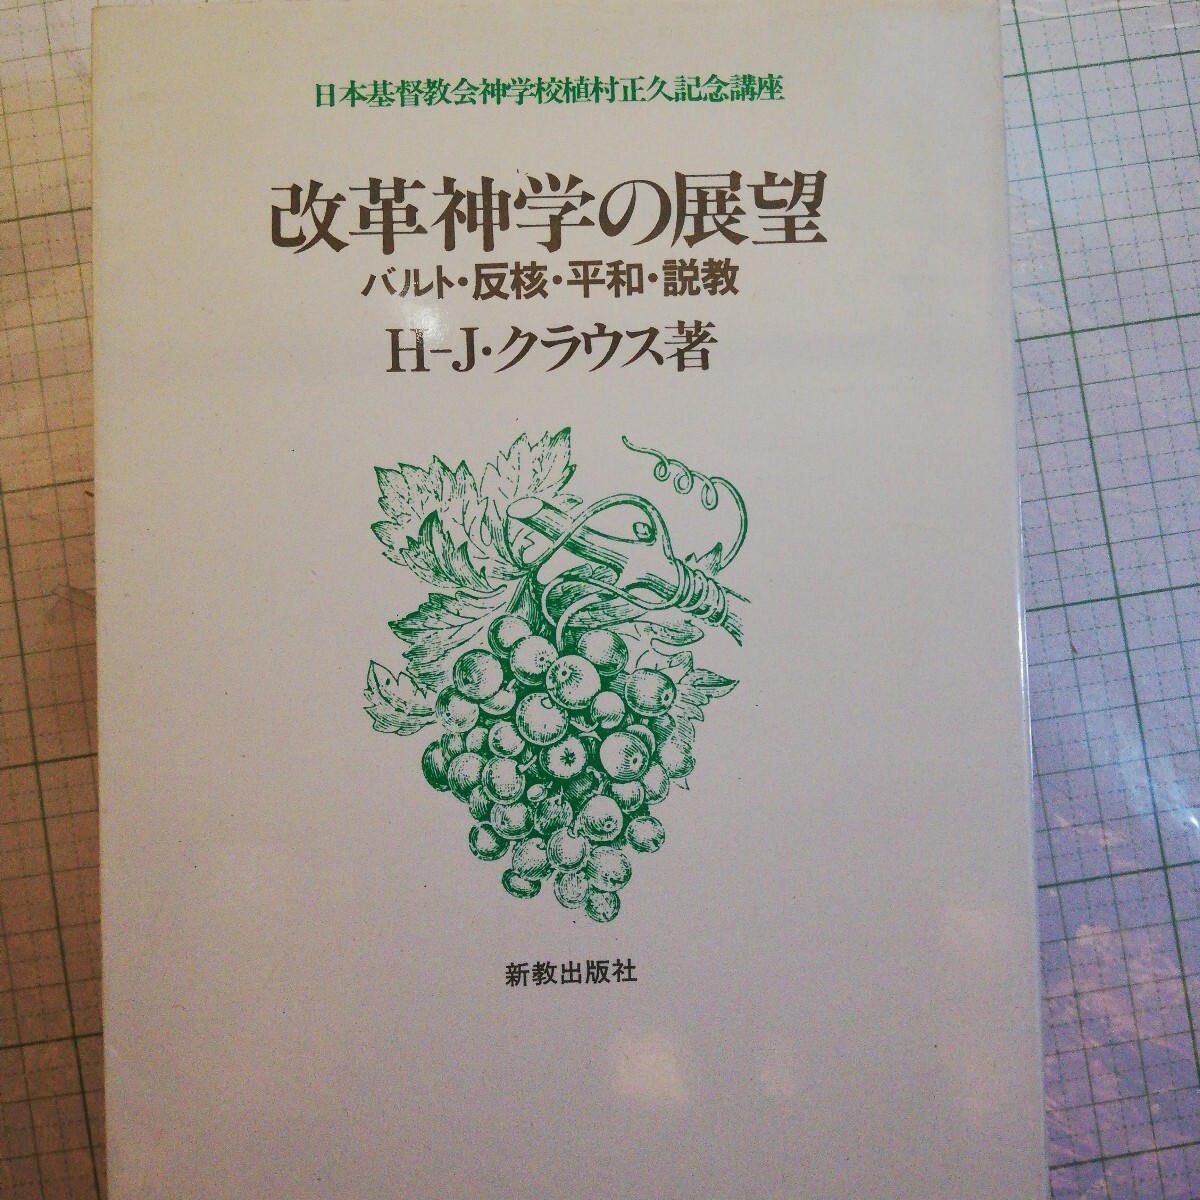 日本基督教会神学校植村正久記念講座
改革神学の展望
バルト・反核・平和・説教
H-J・クラウス著
新教出版社